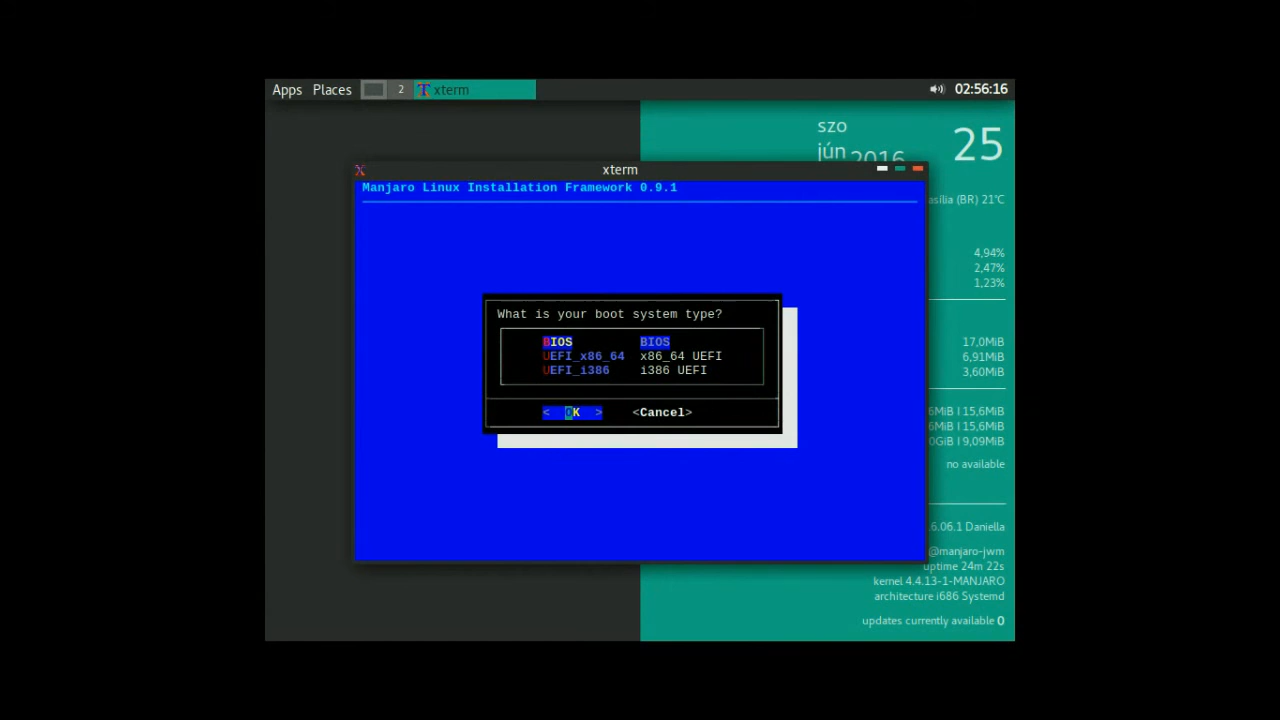 Apps Places 2 xterm 02:56:16
szo
jún 2016 25
xterm
Manjaro Linux Installation Framework 0.9.1
(BR) 21°C
4,94%
2,47%
1,23%
What is your boot system type?
BIOS BIOS
UEFI_x86_64 x86_64 UEFI
UEFI_i386 i386 UEFI
< OK > <Cancel>
17,0MiB
6,91MiB
3,60MiB
6MiB | 15,6MiB
6MiB | 15,6MiB
0GiB | 9,09MiB
no available
6.06.1 Daniella
@manjaro-jwm
uptime 24m 22s
kernel 4.4.13-1-MANJARO
architecture i686 Systemd
updates currently available 0